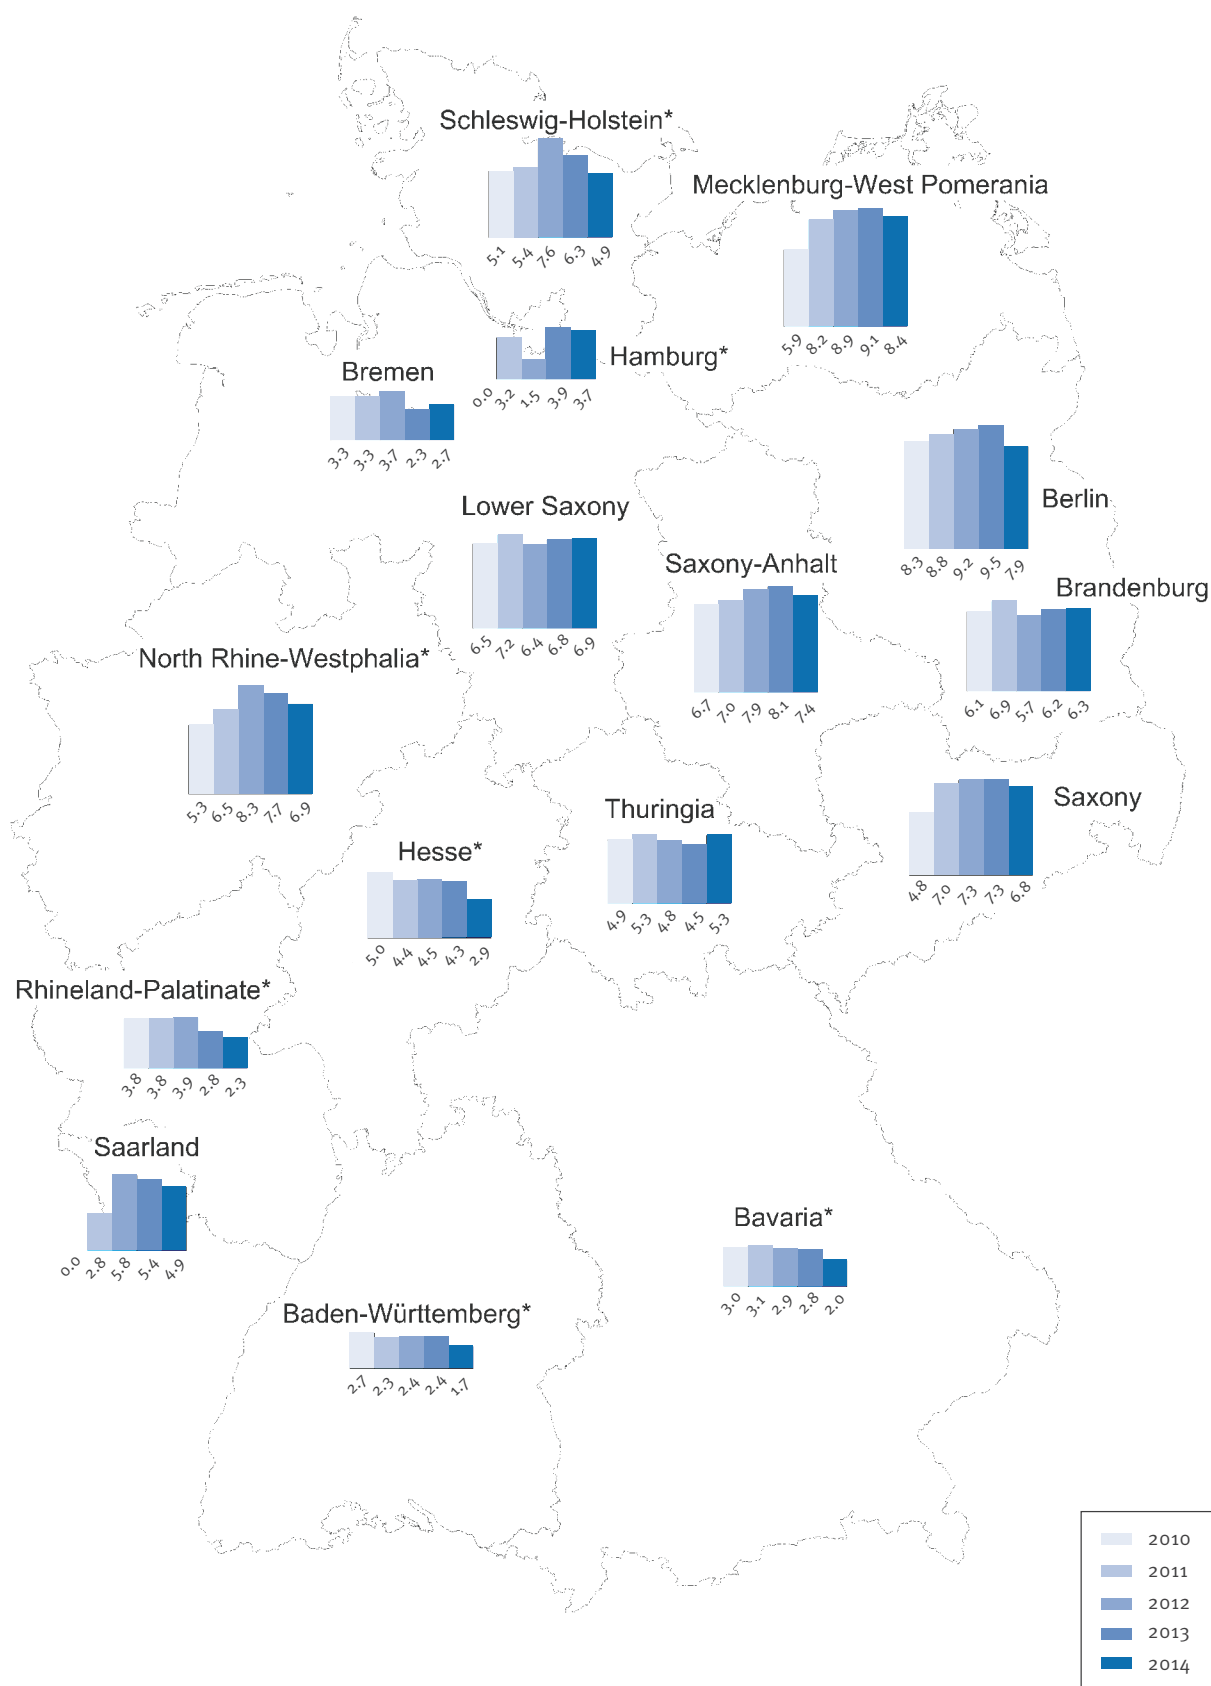 Schleswig-Holstein*
5.1 5.4 7.6 6.3 4.9
Mecklenburg-West Pomerania
5.9 8.2 8.9 9.1 8.4
Hamburg*
0.0 3.2 1.5 3.9 3.7
Bremen
3.3 3.3 3.7 2.3 2.7
Berlin
8.3 8.8 9.2 9.5 7.9
Lower Saxony
6.5 7.2 6.4 6.8 6.9
Saxony-Anhalt
6.7 7.0 7.9 8.1 7.4
Brandenburg
6.1 6.9 5.7 6.2 6.3
North Rhine-Westphalia*
5.3 6.5 8.3 7.7 6.9
Saxony
4.8 7.0 7.3 7.3 6.8
Thuringia
4.9 5.3 4.8 4.5 5.3
Hesse*
5.0 4.4 4.5 4.3 2.9
Rhineland-Palatinate*
3.8 3.8 3.9 2.8 2.3
Saarland
0.0 2.8 5.8 5.4 4.9
Bavaria*
3.0 3.1 2.9 2.8 2.0
Baden-Württemberg*
2.7 2.3 2.4 2.4 1.7
2010
2011
2012
2013
2014